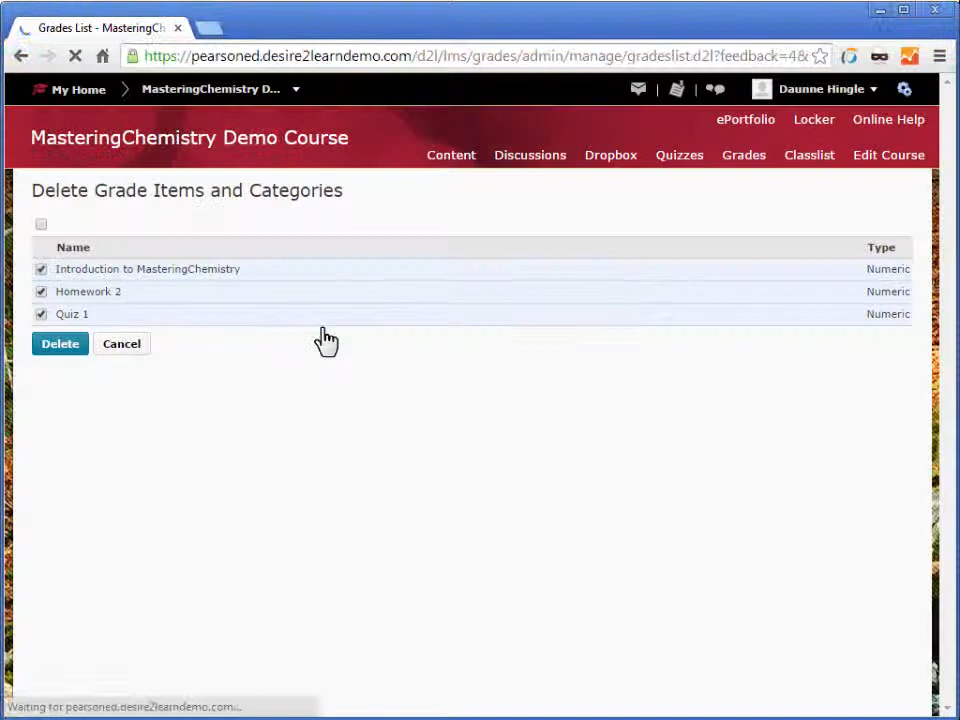 Grades List - MasteringCh
https://pearsoned.desire2learndemo.com/d2l/lms/grades/admin/manage/gradeslist.d2l?feedback=4&
My Home
MasteringChemistry D...
Daunne Hingle
ePortfolio Locker Online Help
MasteringChemistry Demo Course
Content Discussions Dropbox Quizzes Grades Classlist Edit Course
Delete Grade Items and Categories
Name Type
Introduction to MasteringChemistry Numeric
Homework 2 Numeric
Quiz 1 Numeric
Delete Cancel
Waiting for pearsoned.desire2learndemo.com...